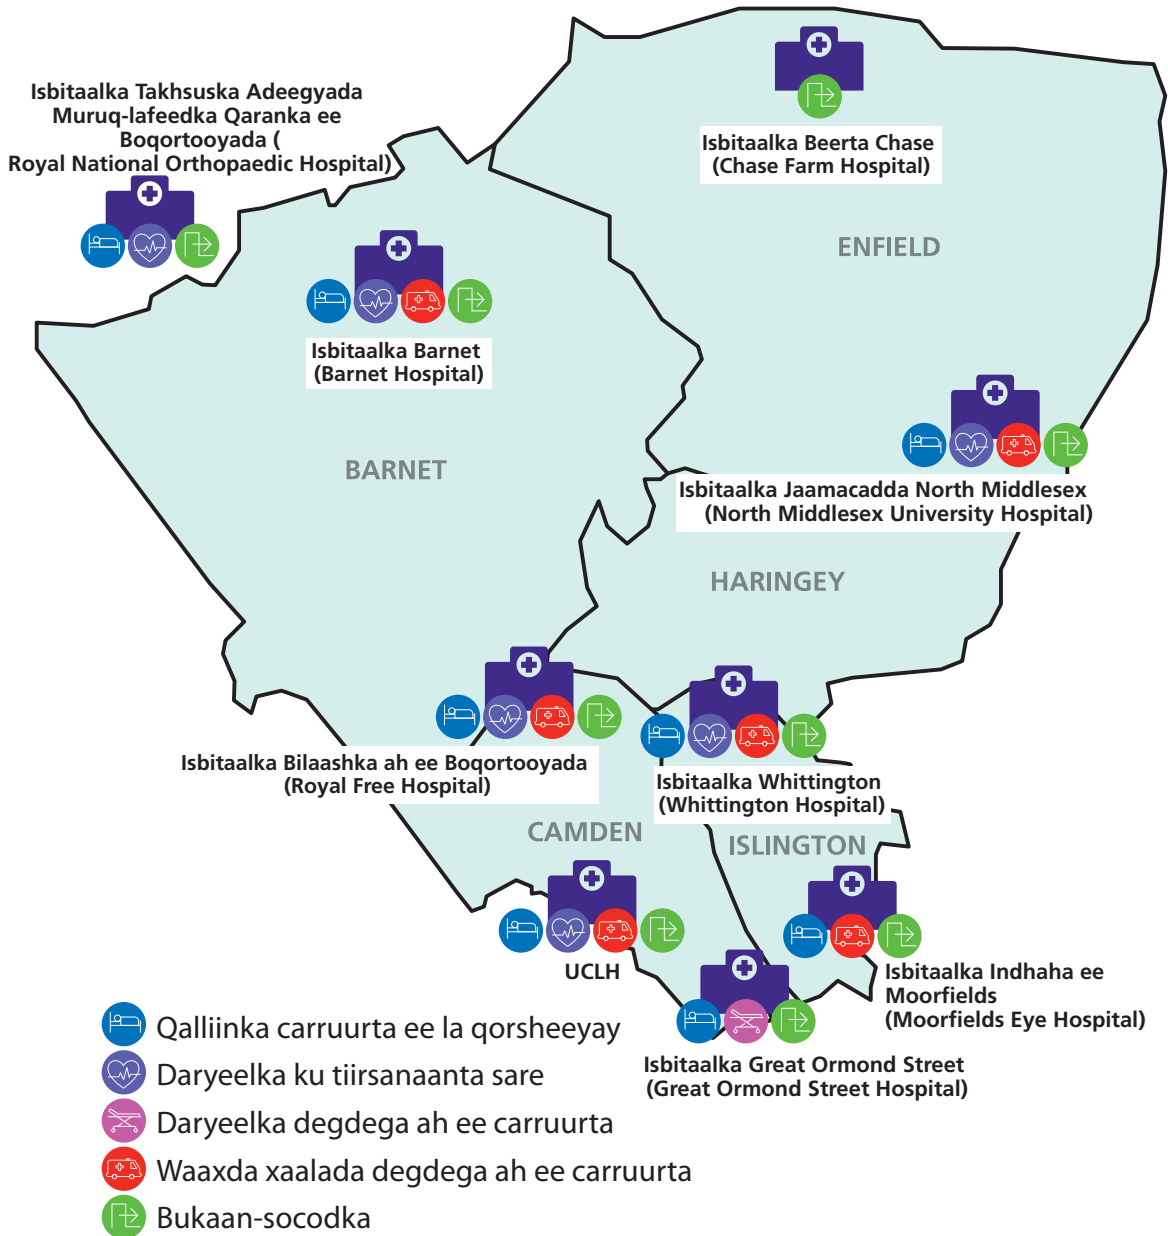 Isbitaalka Takhsuska Adeegyada
Muruq-lafeedka Qaranka ee
Boqortooyada (
Royal National Orthopaedic Hospital)
Isbitaalka Beerta Chase
(Chase Farm Hospital)
ENFIELD
Isbitaalka Barnet
(Barnet Hospital)
BARNET
Isbitaalka Jaamacadda North Middlesex
(North Middlesex University Hospital)
HARINGEY
Isbitaalka Bilaashka ah ee Boqortooyada
(Royal Free Hospital)
Isbitaalka Whittington
(Whittington Hospital)
CAMDEN
ISLINGTON
UCLH
Isbitaalka Indhaha ee
Moorfields
(Moorfields Eye Hospital)
Isbitaalka Great Ormond Street
(Great Ormond Street Hospital)
Qalliinka carruurta ee la qorsheeyay
Daryeelka ku tiirsanaanta sare
Daryeelka degdega ah ee carruurta
Waaxda xaalada degdega ah ee carruurta
Bukaan-socodka